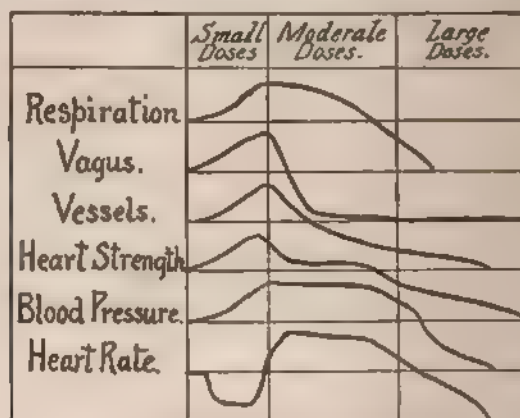 Small Moderate Large
Doses Doses. Doses.
Respiration
Vagus.
Vessels.
Heart Strength
Blood Pressure.
Heart Rate.